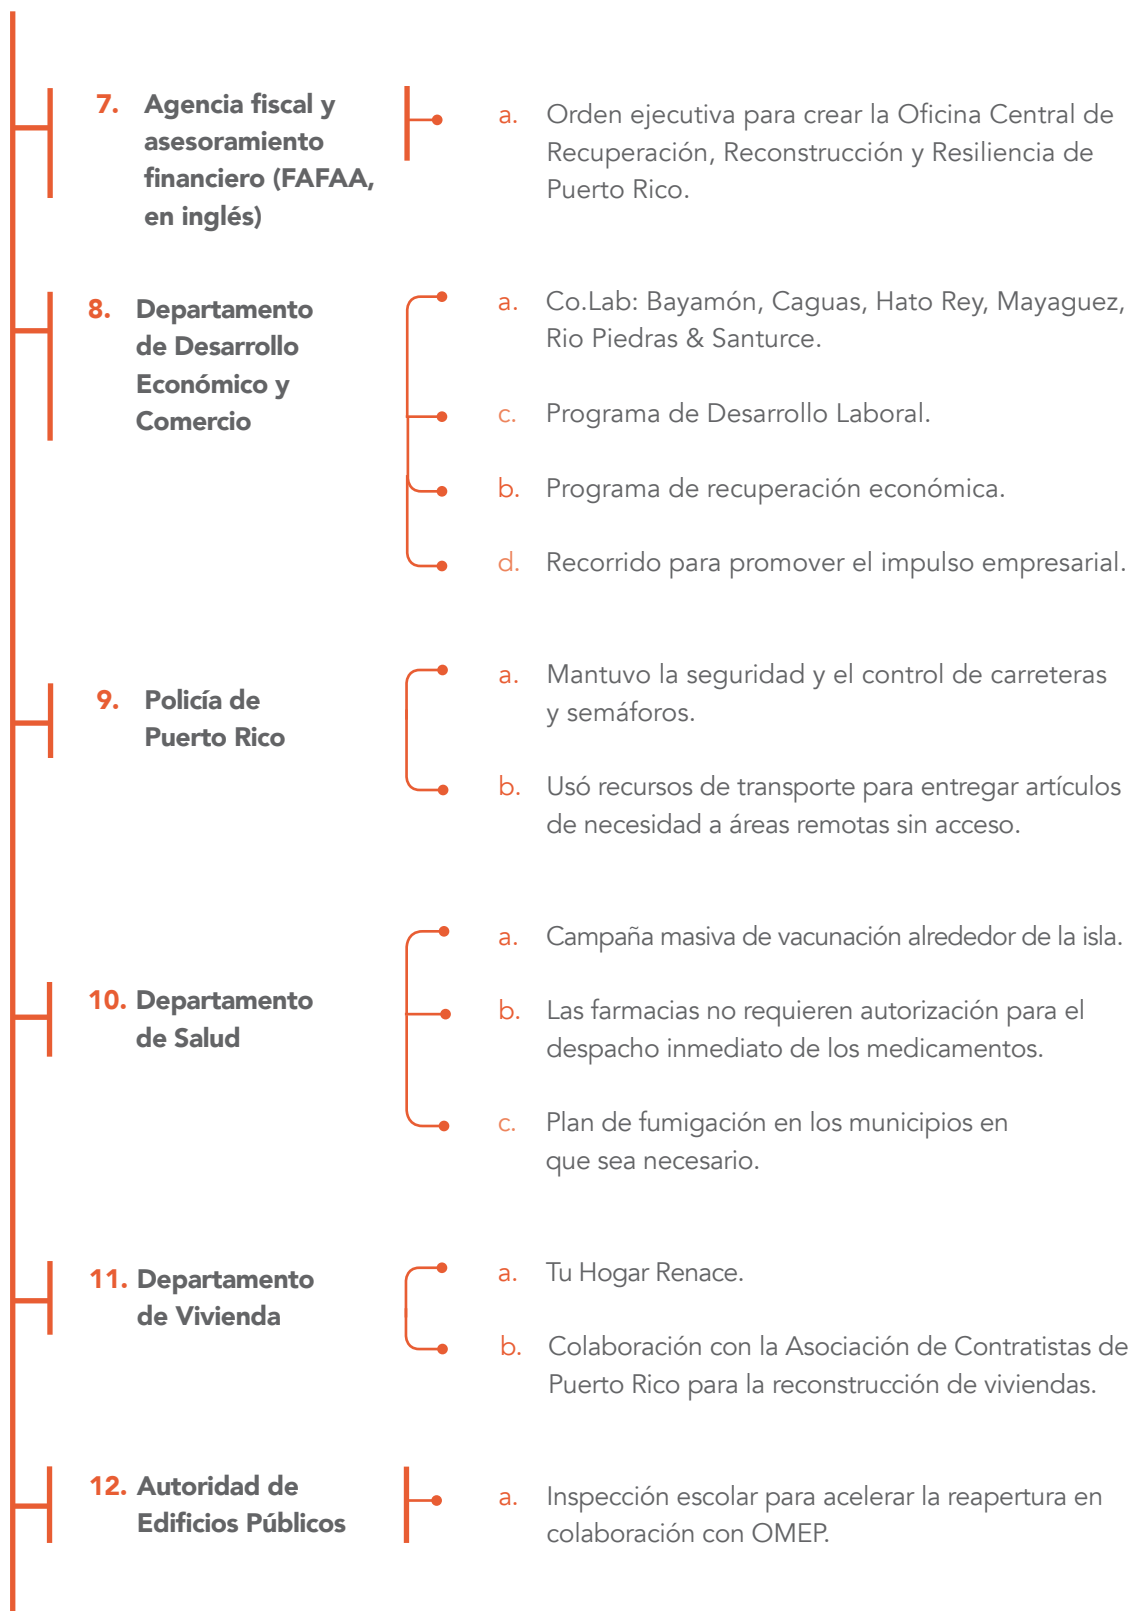 7. Agencia fiscal y
asesoramiento
financiero (FAFAA,
en inglés)
a. Orden ejecutiva para crear la Oficina Central de
Recuperación, Reconstrucción y Resiliencia de
Puerto Rico.
8. Departamento
de Desarrollo
Económico y
Comercio
a. Co.Lab: Bayamón, Caguas, Hato Rey, Mayaguez,
Rio Piedras & Santurce.
c. Programa de Desarrollo Laboral.
b. Programa de recuperación económica.
d. Recorrido para promover el impulso empresarial.
9. Policía de
Puerto Rico
a. Mantuvo la seguridad y el control de carreteras
y semáforos.
b. Usó recursos de transporte para entregar artículos
de necesidad a áreas remotas sin acceso.
10. Departamento
de Salud
a. Campaña masiva de vacunación alrededor de la isla.
b. Las farmacias no requieren autorización para el
despacho inmediato de los medicamentos.
c. Plan de fumigación en los municipios en
que sea necesario.
11. Departamento
de Vivienda
a. Tu Hogar Renace.
b. Colaboración con la Asociación de Contratistas de
Puerto Rico para la reconstrucción de viviendas.
12. Autoridad de
Edificios Públicos
a. Inspección escolar para acelerar la reapertura en
colaboración con OMEP.